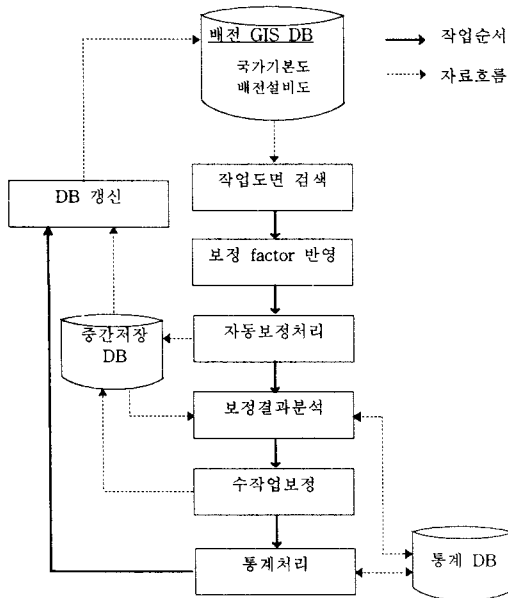 배전 GIS DB
국가기본도
배전설비도
작업순서
자료흐름
작업도면 검색
DB 갱신
보정 factor 반영
자동보정처리
중간저장
DB
보정결과분석
수작업보정
통계처리
통계 DB